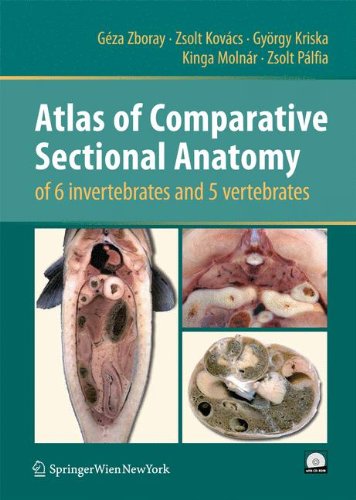 Géza Zboray · Zsolt Kovács · György Kriska
Kinga Molnár · Zsolt Pálfia
Atlas of Comparative
Sectional Anatomy
of 6 invertebrates and 5 vertebrates
SpringerWienNewYork